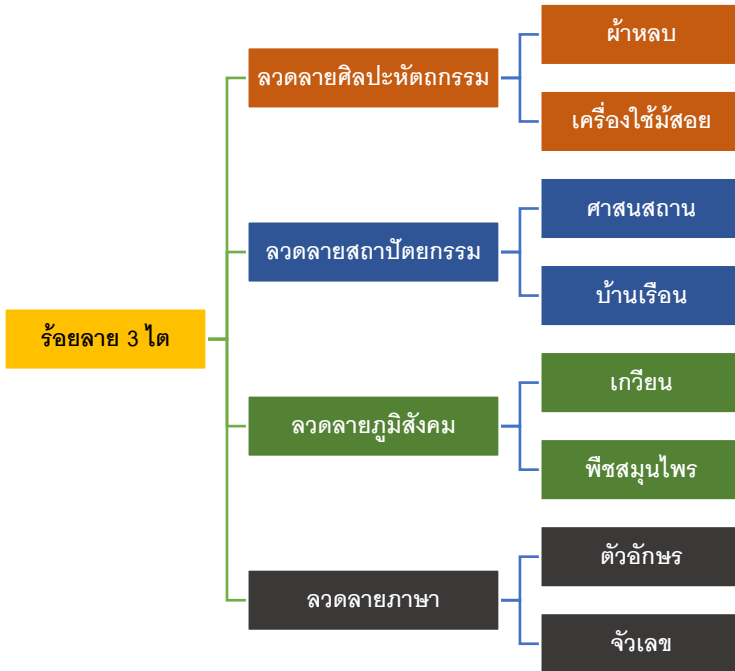 ร้อยลาย 3 ไต
ลวดลายศิลปะหัตถกรรม
ผ้าหลบ
เครื่องใช้ม้สอย
ลวดลายสถาปัตยกรรม
ศาสนสถาน
บ้านเรือน
ลวดลายภูมิสังคม
เกวียน
พืชสมุนไพร
ลวดลายภาษา
ตัวอักษร
จัวเลข